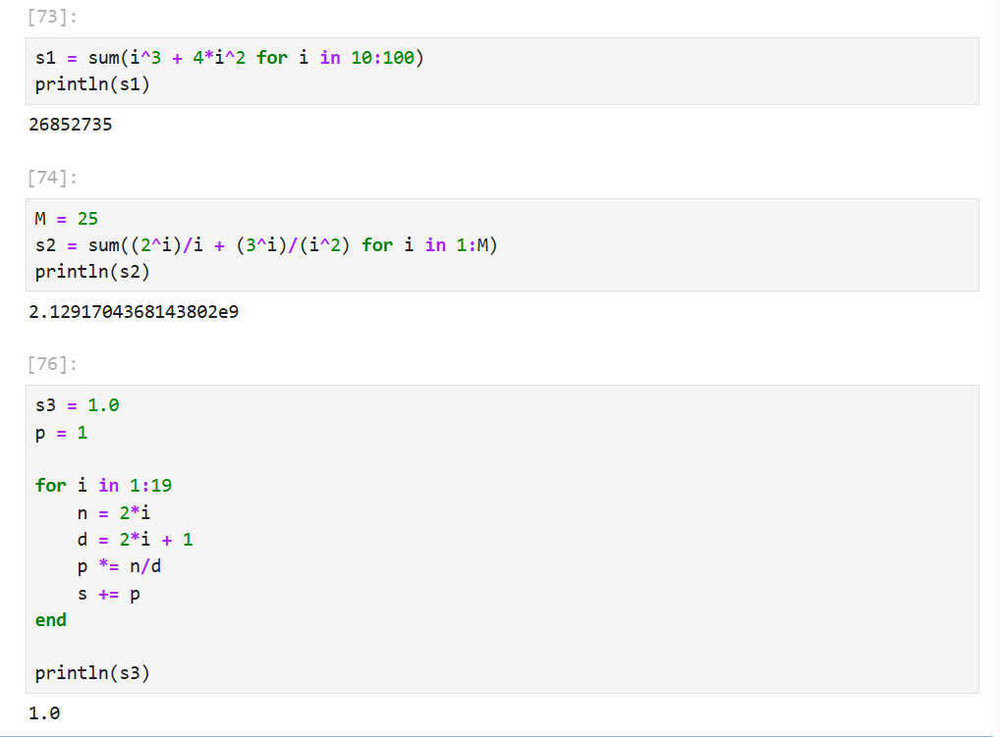 [73]:
s1 = sum(i^3 + 4*i^2 for i in 10:100)
println(s1)
26852735
[74]:
M = 25
s2 = sum((2^i)/i + (3^i)/(i^2) for i in 1:M)
println(s2)
2.1291704368143802e9
[76]:
s3 = 1.0
p = 1
for i in 1:19
    n = 2*i
    d = 2*i + 1
    p *= n/d
    s += p
end
println(s3)
1.0